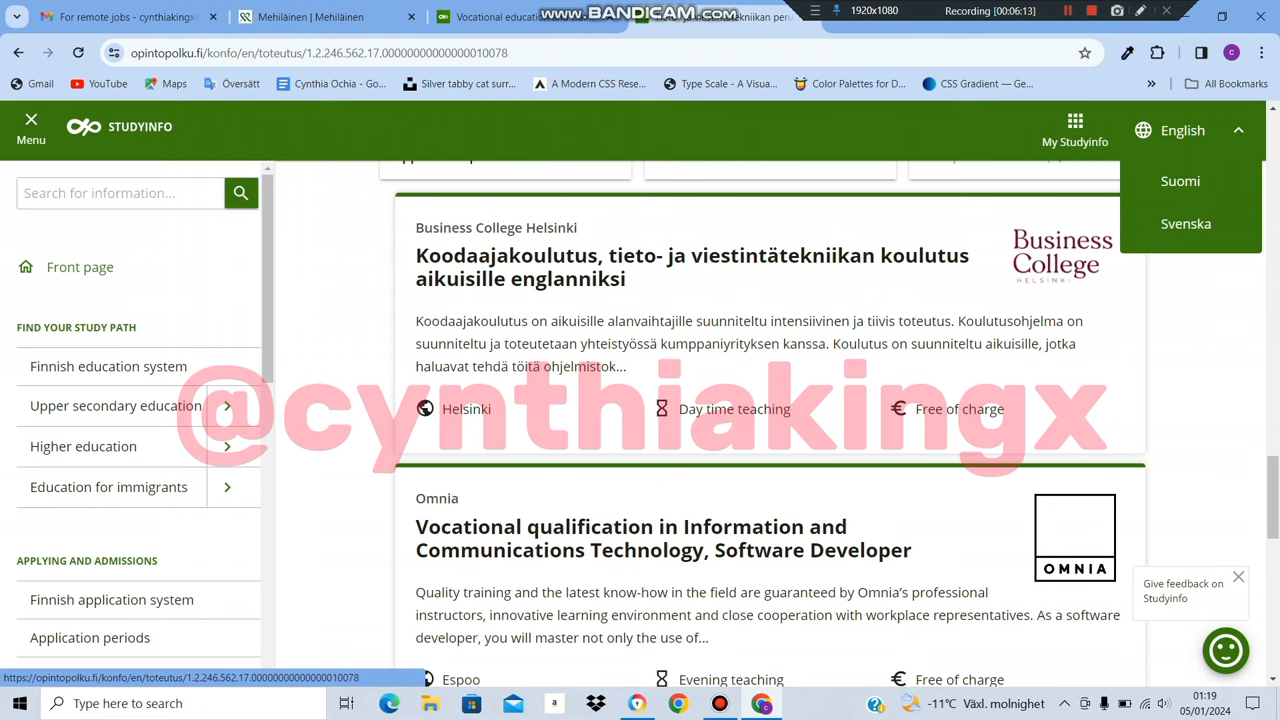 Mehiläinen | Mehiläinen
Vocational educati
WWW.BANDICAM.COM
1920x1080
Recording [00:06:13]
opintopolku.fi/konfo/en/toteutus/1.2.246.562.17.00000000000000010078
Gmail
YouTube
Maps
Översätt
Cynthia Ochia - Go...
Silver tabby cat surr...
A Modern CSS Rese...
Type Scale - A Visua...
Color Palettes for D...
CSS Gradient — Ge...
All Bookmarks
Menu
STUDYINFO
My Studyinfo
English
Suomi
Svenska
Search for information...
Front page
FIND YOUR STUDY PATH
Finnish education system
Upper secondary education
Higher education
Education for immigrants
APPLYING AND ADMISSIONS
Finnish application system
Application periods
Business College Helsinki
Koodaajakoulutus, tieto- ja viestintätekniikan koulutus
aikuisille englanniksi
Business
College
HELSINKI
Koodaajakoulutus on aikuisille alanvaihtajille suunniteltu intensiivinen ja tiivis toteutus. Koulutusohjelma on
suunniteltu ja toteutetaan yhteistyössä kumppaniyrityksen kanssa. Koulutus on suunniteltu aikuisille, jotka
haluavat tehdä töitä ohjelmistok...
Helsinki
Day time teaching
Free of charge
@cynthiakingx
Omnia
Vocational qualification in Information and
Communications Technology, Software Developer
OMNIA
Quality training and the latest know-how in the field are guaranteed by Omnia's professional
instructors, innovative learning environment and close cooperation with workplace representatives. As a software
developer, you will master not only the use of...
Espoo
Evening teaching
Free of charge
Give feedback on
Studyinfo
https://opintopolku.fi/konfo/en/toteutus/1.2.246.562.17.00000000000000010078
Type here to search
-11°C Växl. molnighet
01:19
05/01/2024